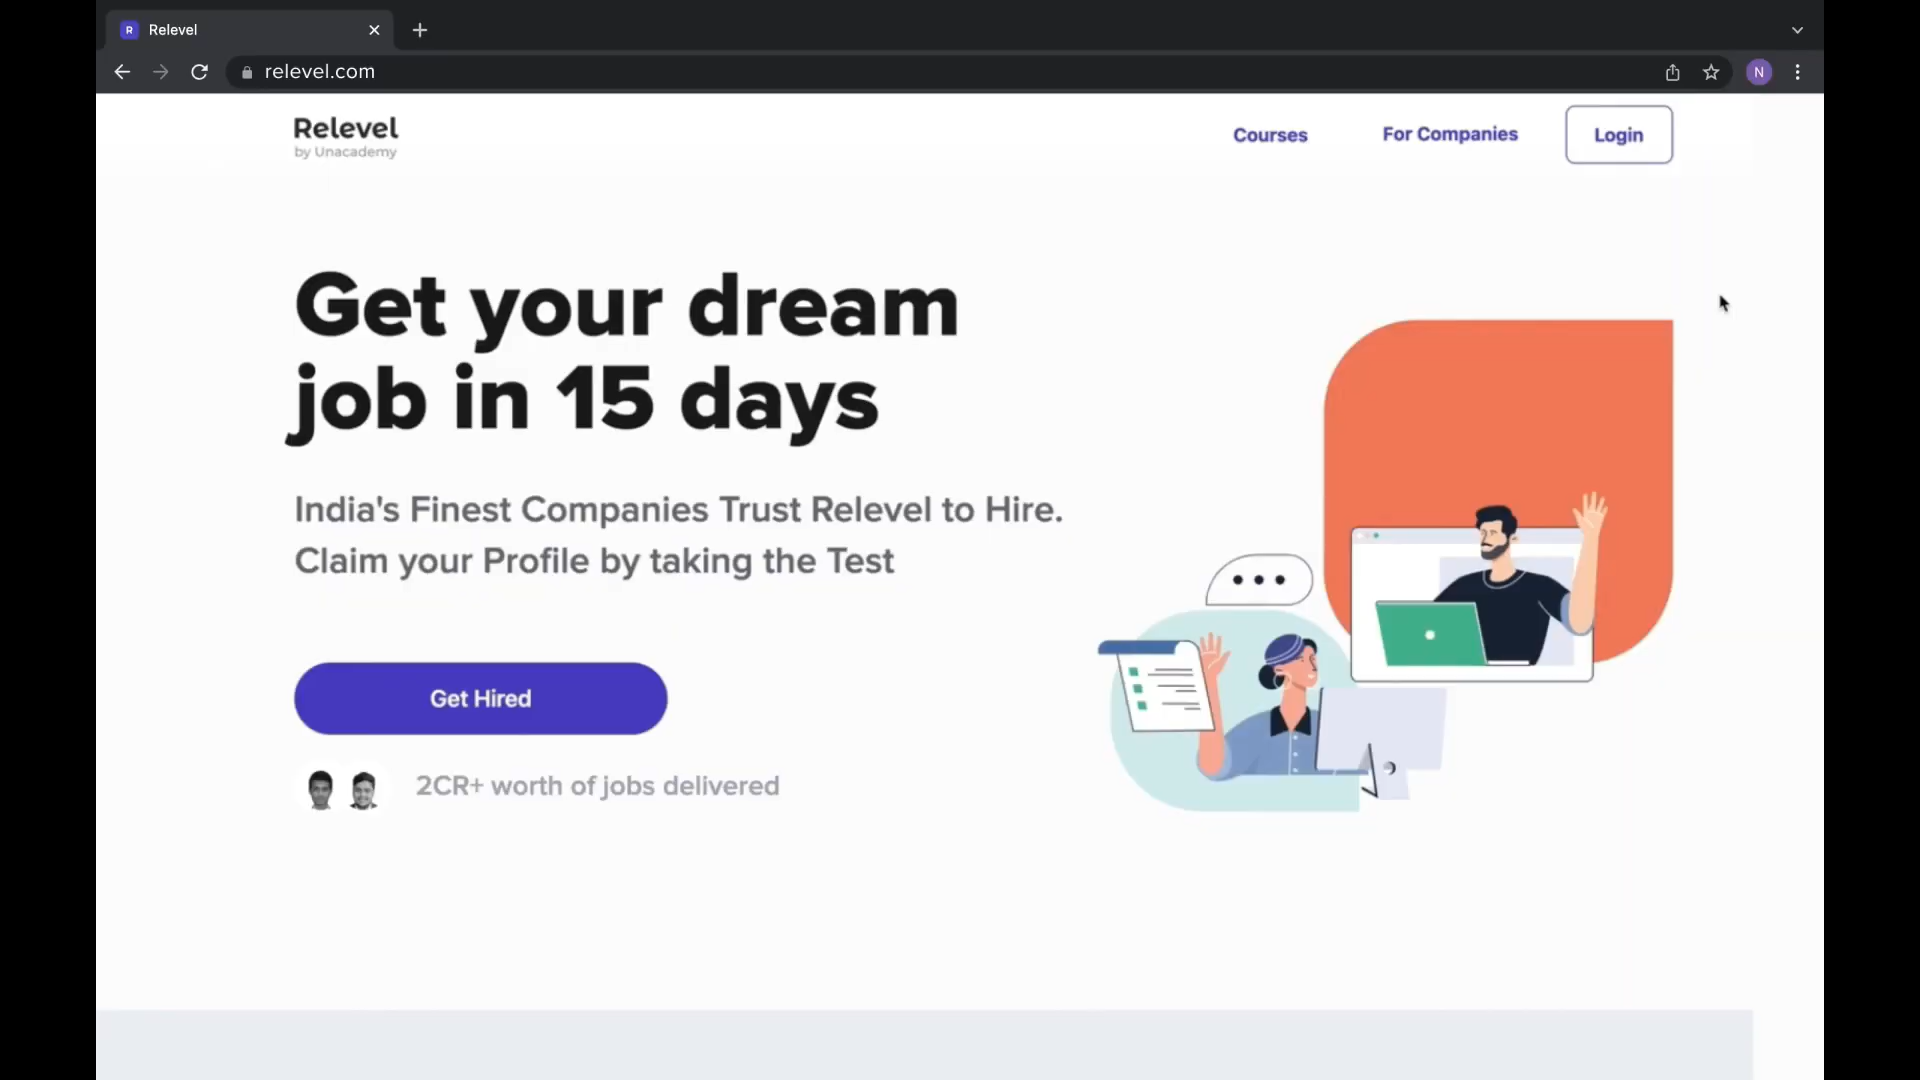 R Relevel
relevel.com
N
Relevel
by Unacademy
Courses
For Companies
Login
Get your dream
job in 15 days
India's Finest Companies Trust Relevel to Hire.
Claim your Profile by taking the Test
Get Hired
2CR+ worth of jobs delivered